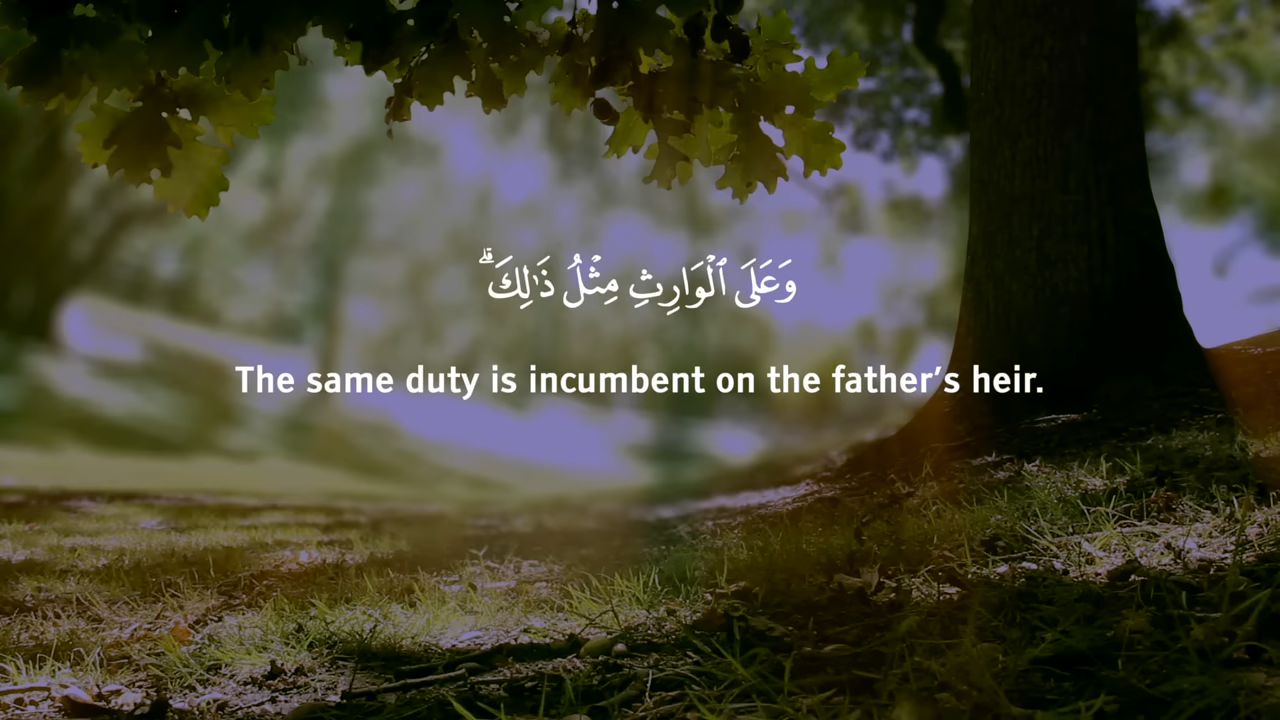 وَعَلَى ٱلْوَارِثِ مِثْلُ ذَٰلِكَ ۗ
The same duty is incumbent on the father’s heir.